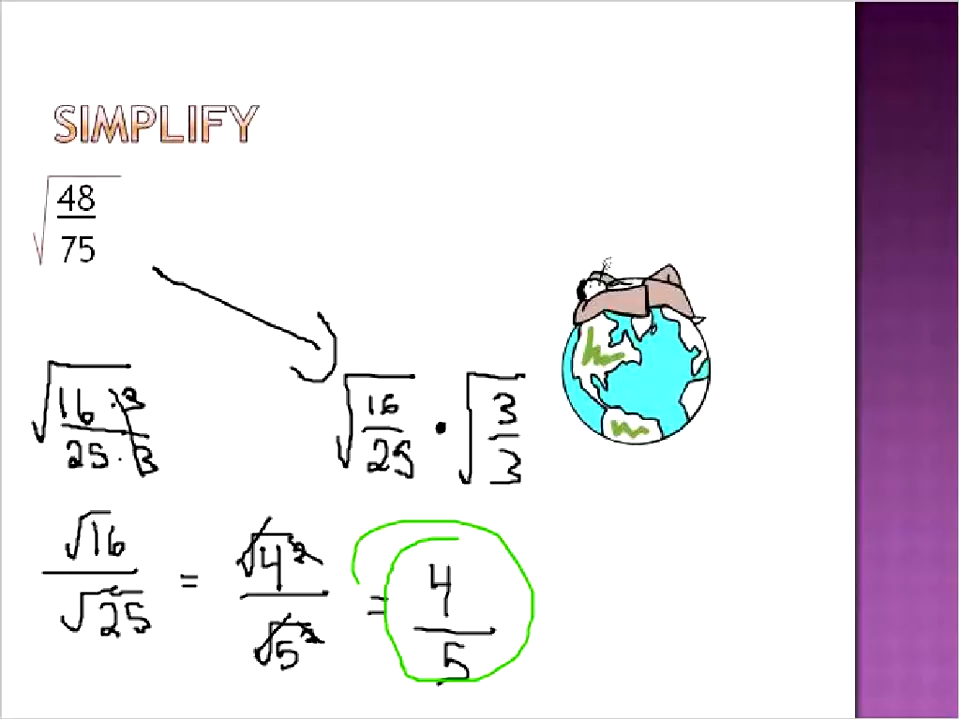 SIMPLIFY
√(48/75)
√(16·3/25·3)
√(16/25) · √(3/3)
√16/√25 = √4²/√5² = 4/5